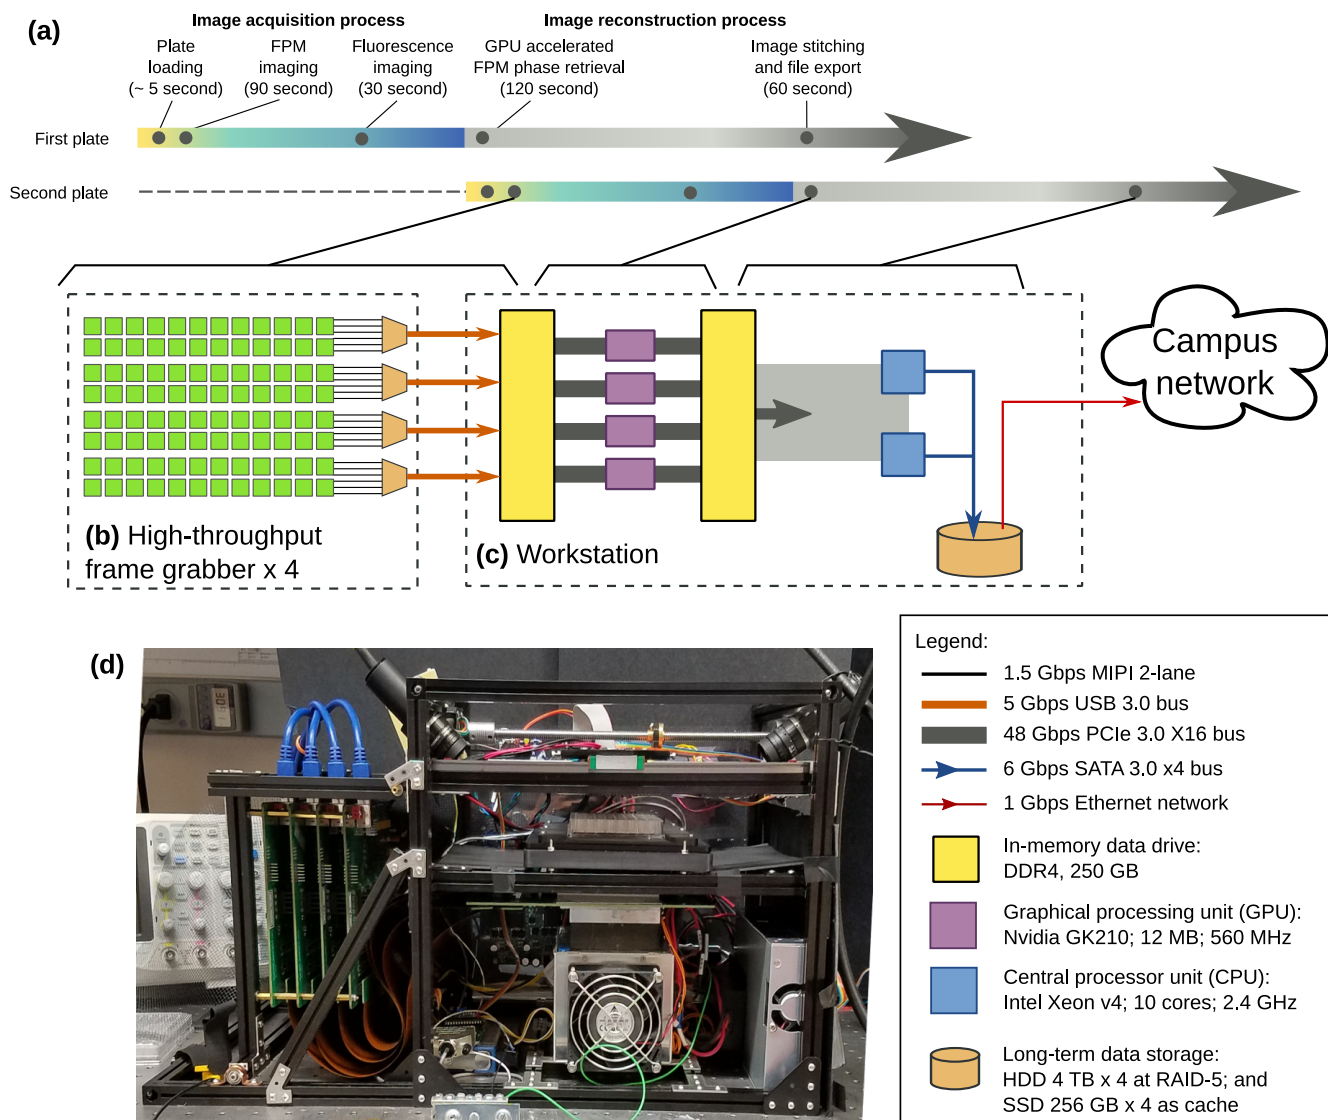 (a)
Image acquisition process
Image reconstruction process
Plate
loading
(~ 5 second)
FPM
imaging
(90 second)
Fluorescence
imaging
(30 second)
GPU accelerated
FPM phase retrieval
(120 second)
Image stitching
and file export
(60 second)
First plate
Second plate
(b) High-throughput
frame grabber x 4
(c) Workstation
Campus
network
(d)
Legend:
1.5 Gbps MIPI 2-lane
5 Gbps USB 3.0 bus
48 Gbps PCIe 3.0 X16 bus
6 Gbps SATA 3.0 x4 bus
1 Gbps Ethernet network
In-memory data drive:
DDR4, 250 GB
Graphical processing unit (GPU):
Nvidia GK210; 12 MB; 560 MHz
Central processor unit (CPU):
Intel Xeon v4; 10 cores; 2.4 GHz
Long-term data storage:
HDD 4 TB x 4 at RAID-5; and
SSD 256 GB x 4 as cache